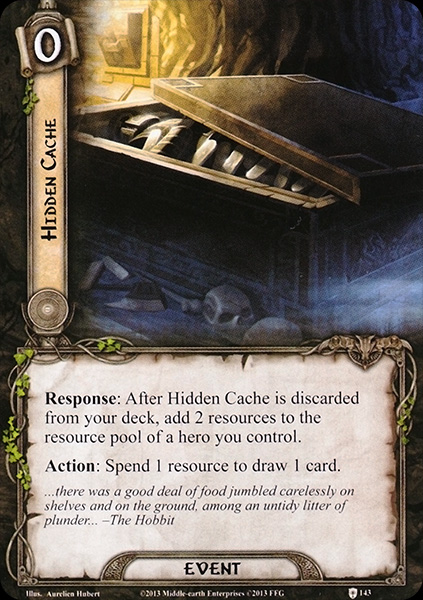 0
Hidden Cache
Response: After Hidden Cache is discarded
from your deck, add 2 resources to the
resource pool of a hero you control.
Action: Spend 1 resource to draw 1 card.
...there was a good deal of food jumbled carelessly on
shelves and on the ground, among an untidy litter of
plunder... –The Hobbit
EVENT
Illus. Aurelien Hubert ©2013 Middle-earth Enterprises ©2013 FFG 143